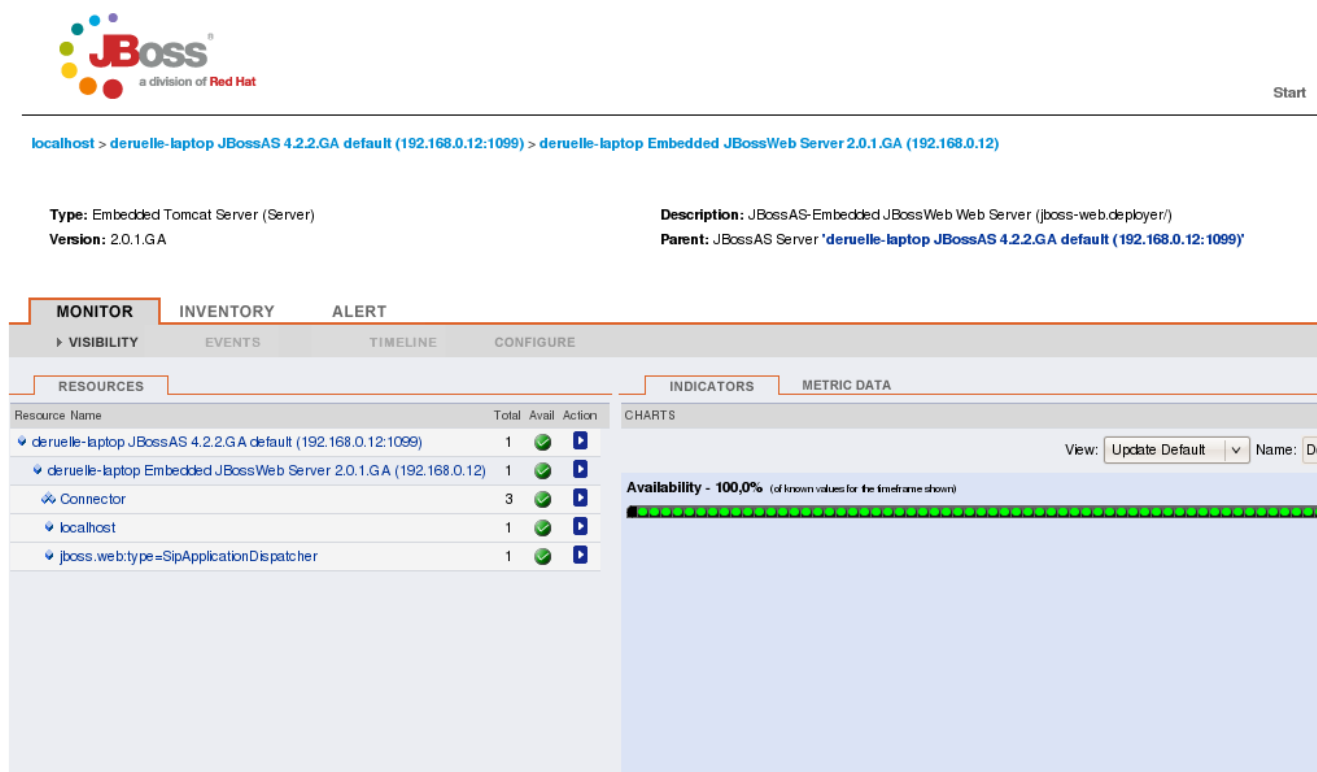 JBoss®
a division of Red Hat
Start
localhost > deruelle-laptop JBossAS 4.2.2.GA default (192.168.0.12:1099) > deruelle-laptop Embedded JBossWeb Server 2.0.1.GA (192.168.0.12)
Type: Embedded Tomcat Server (Server)
Description: JBossAS-Embedded JBossWeb Web Server (jboss-web.deployer/)
Version: 2.0.1.GA
Parent: JBossAS Server 'deruelle-laptop JBossAS 4.2.2.GA default (192.168.0.12:1099)'
MONITOR INVENTORY ALERT
VISIBILITY EVENTS TIMELINE CONFIGURE
RESOURCES
INDICATORS METRIC DATA
Resource Name Total Avail Action
CHARTS
deruelle-laptop JBossAS 4.2.2.GA default (192.168.0.12:1099) 1
View: Update Default Name: D
deruelle-laptop Embedded JBossWeb Server 2.0.1.GA (192.168.0.12) 1
Availability - 100,0% (of known values for the timeframe shown)
Connector 3
localhost 1
jboss.web:type=SipApplicationDispatcher 1